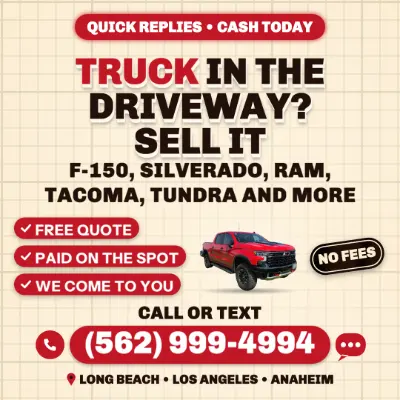 QUICK REPLIES • CASH TODAY
TRUCK IN THE
DRIVEWAY?
SELL IT
F-150, SILVERADO, RAM,
TACOMA, TUNDRA AND MORE
FREE QUOTE
PAID ON THE SPOT
WE COME TO YOU
NO FEES
CALL OR TEXT
(562) 999-4994
LONG BEACH • LOS ANGELES • ANAHEIM